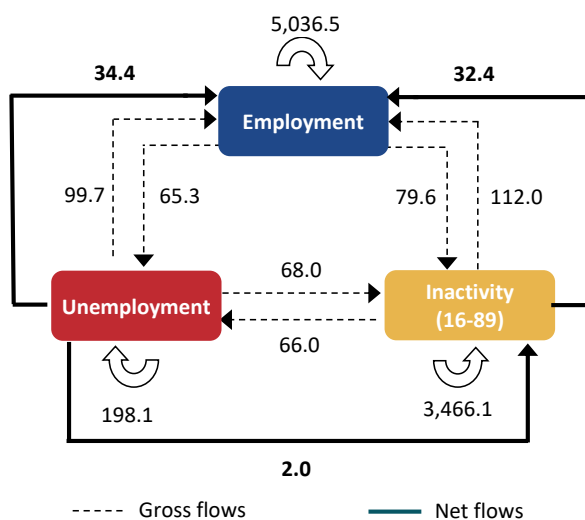 5,036.5
34.4
32.4
Employment
99.7
65.3
79.6
112.0
68.0
Unemployment
Inactivity
(16-89)
66.0
198.1
3,466.1
2.0
Gross flows
Net flows